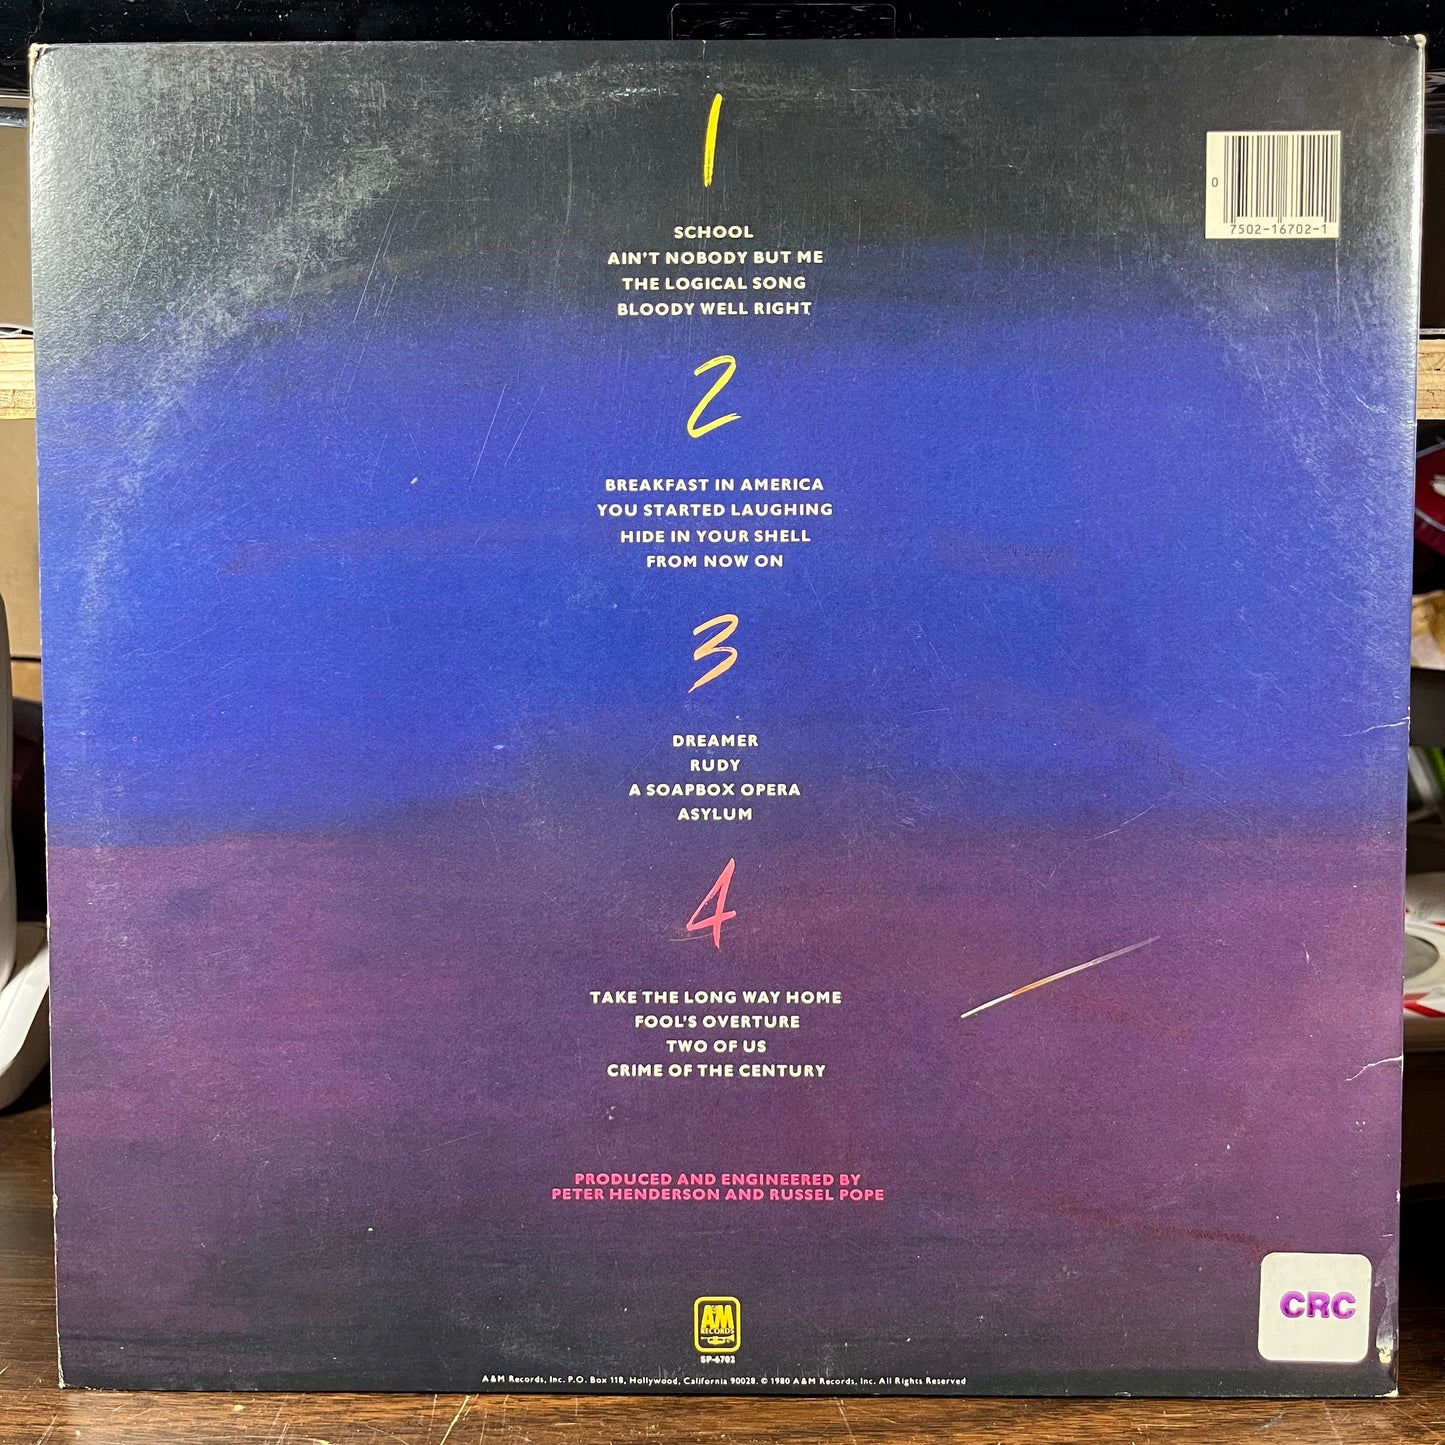 1
0
7502-16702-1
SCHOOL
AIN'T NOBODY BUT ME
THE LOGICAL SONG
BLOODY WELL RIGHT
2
BREAKFAST IN AMERICA
YOU STARTED LAUGHING
HIDE IN YOUR SHELL
FROM NOW ON
3
DREAMER
RUDY
A SOAPBOX OPERA
ASYLUM
4
TAKE THE LONG WAY HOME
FOOL'S OVERTURE
TWO OF US
CRIME OF THE CENTURY
PRODUCED AND ENGINEERED BY
PETER HENDERSON AND RUSSEL POPE
CRC
A&M
RECORDS
SP-6702
A&M Records, Inc. P.O. Box 118, Hollywood, California 90028. © 1980 A&M Records, Inc. All Rights Reserved